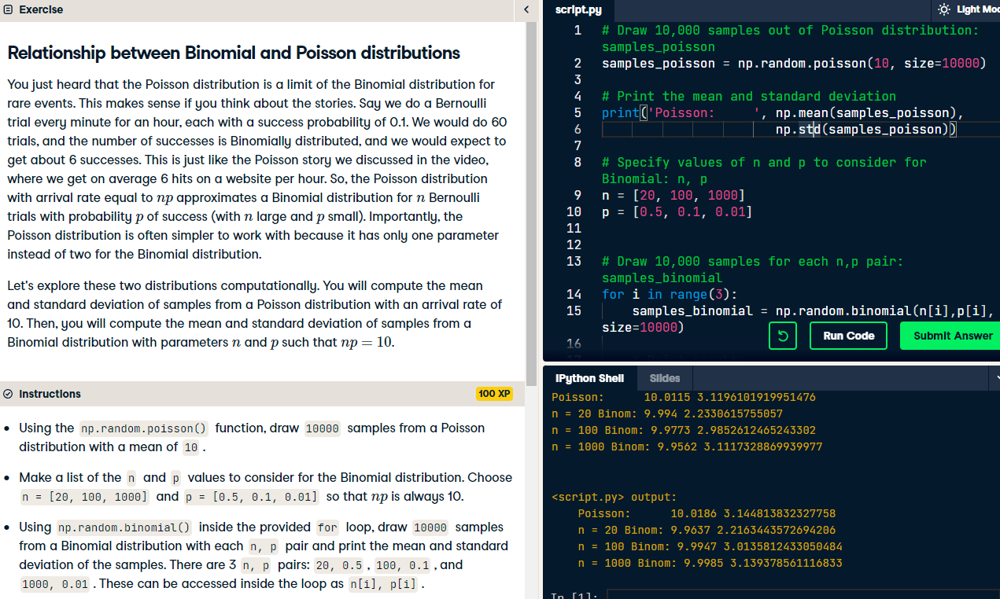 Exercise
Relationship between Binomial and Poisson distributions
You just heard that the Poisson distribution is a limit of the Binomial distribution for
rare events. This makes sense if you think about the stories. Say we do a Bernoulli
trial every minute for an hour, each with a success probability of 0.1. We would do 60
trials, and the number of successes is Binomially distributed, and we would expect to
get about 6 successes. This is just like the Poisson story we discussed in the video,
where we get on average 6 hits on a website per hour. So, the Poisson distribution
with arrival rate equal to np approximates a Binomial distribution for n Bernoulli
trials with probability p of success (with n large and p small). Importantly, the
Poisson distribution is often simpler to work with because it has only one parameter
instead of two for the Binomial distribution.
Let's explore these two distributions computationally. You will compute the mean
and standard deviation of samples from a Poisson distribution with an arrival rate of
10. Then, you will compute the mean and standard deviation of samples from a
Binomial distribution with parameters n and p such that np = 10.
Instructions
100 XP
• Using the np.random.poisson() function, draw 10000 samples from a Poisson
distribution with a mean of 10 .
• Make a list of the n and p values to consider for the Binomial distribution. Choose
n = [20, 100, 1000] and p = [0.5, 0.1, 0.01] so that np is always 10.
• Using np.random.binomial() inside the provided for loop, draw 10000 samples
from a Binomial distribution with each n, p pair and print the mean and standard
deviation of the samples. There are 3 n, p pairs: 20, 0.5 , 100, 0.1 , and
1000, 0.01 . These can be accessed inside the loop as n[i], p[i] .
script.py
Light Mod
1 # Draw 10,000 samples out of Poisson distribution:
samples_poisson
2 samples_poisson = np.random.poisson(10, size=10000)
3
4 # Print the mean and standard deviation
5 print('Poisson:     ', np.mean(samples_poisson),
6                        np.std(samples_poisson))
7
8 # Specify values of n and p to consider for
Binomial: n, p
9 n = [20, 100, 1000]
10 p = [0.5, 0.1, 0.01]
11
12
13 # Draw 10,000 samples for each n,p pair:
samples_binomial
14 for i in range(3):
15     samples_binomial = np.random.binomial(n[i],p[i],
size=10000)
16
Run Code
Submit Answer
IPython Shell
Slides
Poisson:      10.0115 3.1196101919951476
n = 20 Binom: 9.994 2.2330615755057
n = 100 Binom: 9.9773 2.9852612465243302
n = 1000 Binom: 9.9562 3.1117328869939977
<script.py> output:
Poisson:      10.0186 3.144813832327758
n = 20 Binom: 9.9637 2.2163443572694206
n = 100 Binom: 9.9947 3.0135812433050484
n = 1000 Binom: 9.9985 3.139378561116833
In [1]: